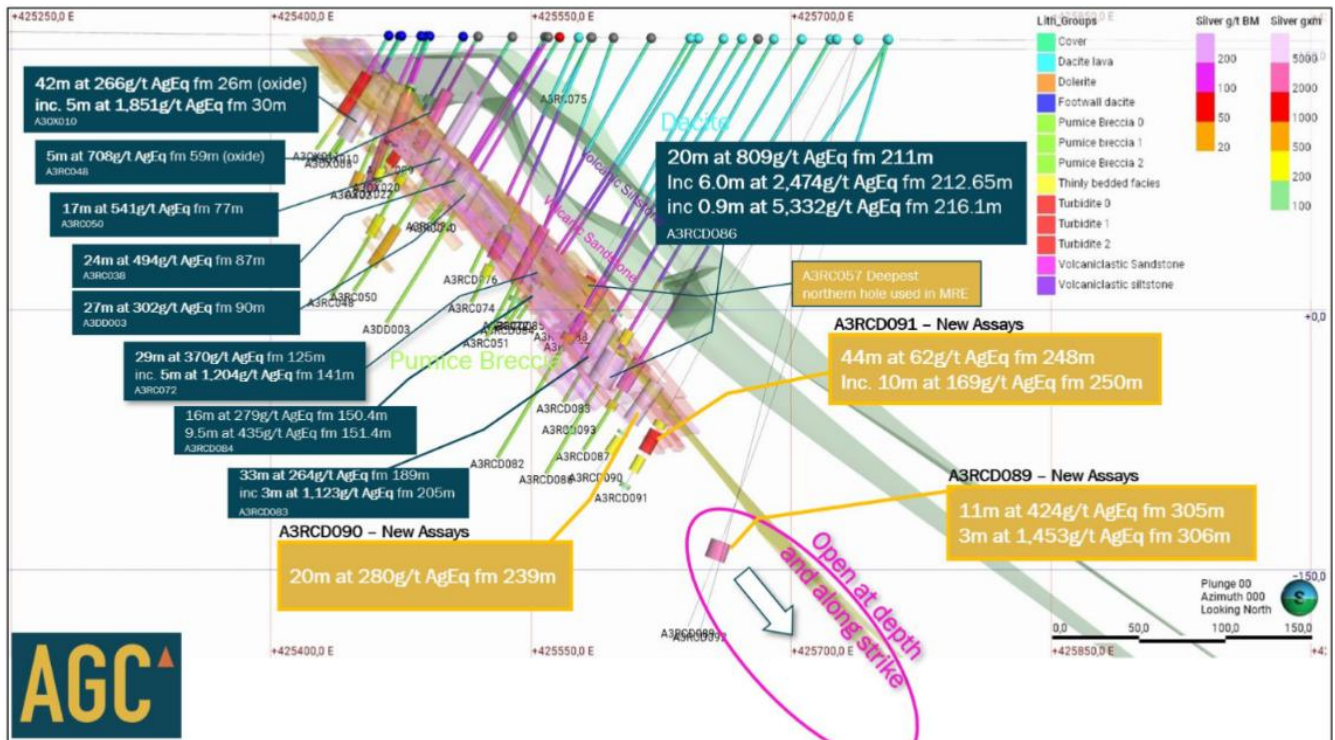 +425250,0 E
+425400,0 E
+425550,0 E
+425700,0 E
+425850,0 E
42m at 266g/t AgEq fm 26m (oxide)
inc. 5m at 1,851g/t AgEq fm 30m
A3OX010
5m at 708g/t AgEq fm 59m (oxide)
A3RC048
17m at 541g/t AgEq fm 77m
A3RC050
24m at 494g/t AgEq fm 87m
A3RC038
27m at 302g/t AgEq fm 90m
A3DD003
29m at 370g/t AgEq fm 125m
inc. 5m at 1,204g/t AgEq fm 141m
A3RC072
16m at 279g/t AgEq fm 150.4m
9.5m at 435g/t AgEq fm 151.4m
A3RCD084
33m at 264g/t AgEq fm 189m
inc 3m at 1,123g/t AgEq fm 205m
A3RCD083
A3RCD090 – New Assays
20m at 280g/t AgEq fm 239m
20m at 809g/t AgEq fm 211m
Inc 6.0m at 2,474g/t AgEq fm 212.65m
inc 0.9m at 5,332g/t AgEq fm 216.1m
A3RCD086
A3RC057 Deepest
northern hole used in MRE
A3RCD091 – New Assays
44m at 62g/t AgEq fm 248m
Inc. 10m at 169g/t AgEq fm 250m
A3RCD089 – New Assays
11m at 424g/t AgEq fm 305m
3m at 1,453g/t AgEq fm 306m
Dacite
Volcanic Siltstone
Volcanic Sandstone
Pumice Breccia
A3RC075
A3RC050
A3RC048
A3DD003
A3RCD076
A3RC074
A3RC051
A3RCD083
A3RCD093
A3RCD087
A3RCD082
A3RCD090
A3RCD091
A3RCD089
Open at depth
and along strike
Lith_Groups
Cover
Dacite lava
Dolerite
Footwall dacite
Pumice Breccia 0
Pumice breccia 1
Pumice Breccia 2
Thinly bedded facies
Turbidite 0
Turbidite 1
Turbidite 2
Volcaniclastic Sandstone
Volcaniclastic siltstone
Silver g/t BM
200
100
50
20
Silver gxm
5000
2000
1000
500
200
100
+0,0
-150,0
Plunge 00
Azimuth 000
Looking North
0,0 50,0 100,0 150,0
+425400,0 E
+425550,0 E
+425700,0 E
+425850,0 E
AGC